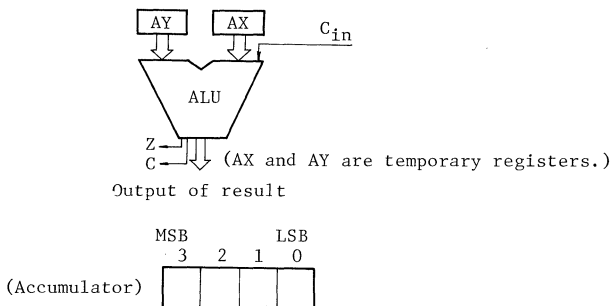 AY AX C_in
ALU
Z
C (AX and AY are temporary registers.)
Output of result
MSB LSB
3 2 1 0
(Accumulator)